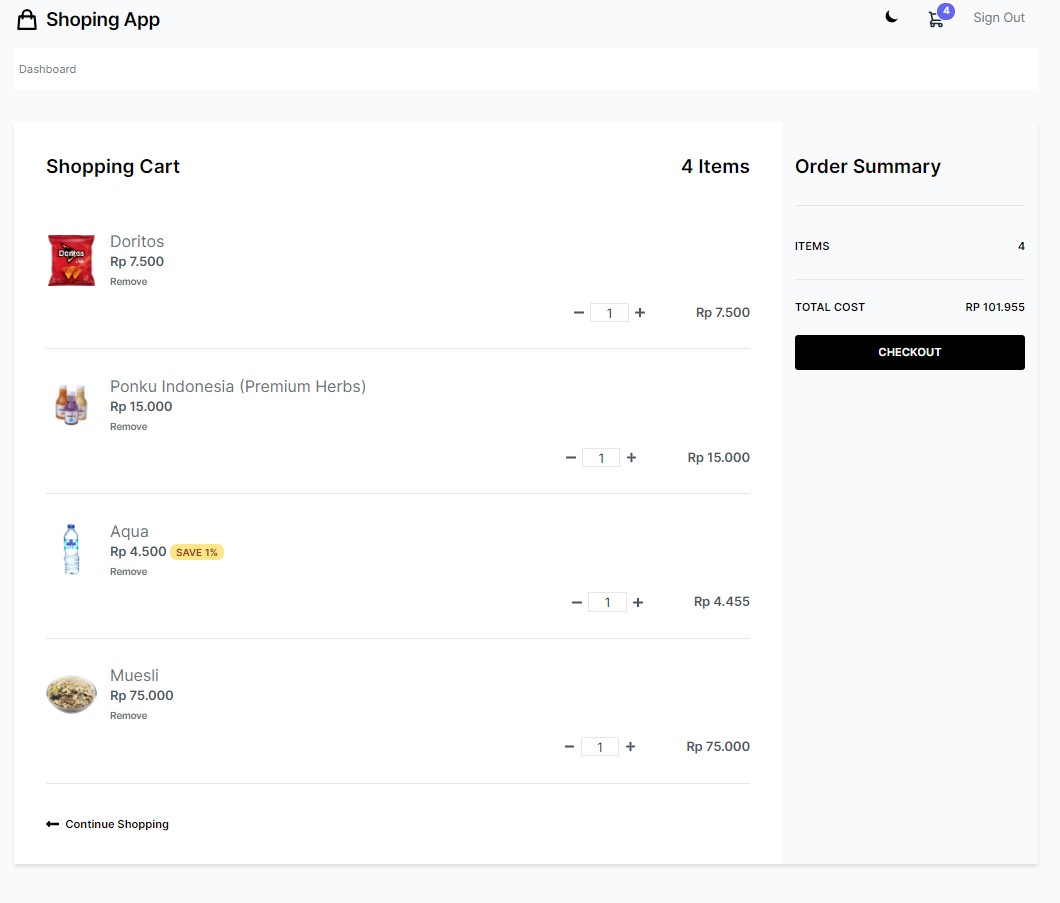 Shoping App
4
Sign Out
Dashboard
Shopping Cart
4 Items
Doritos
Doritos
Rp 7.500
Remove
1
Rp 7.500
Ponku Indonesia (Premium Herbs)
Rp 15.000
Remove
1
Rp 15.000
Aqua
Rp 4.500 SAVE 1%
Remove
1
Rp 4.455
Muesli
Rp 75.000
Remove
1
Rp 75.000
Continue Shopping
Order Summary
ITEMS 4
TOTAL COST RP 101.955
CHECKOUT